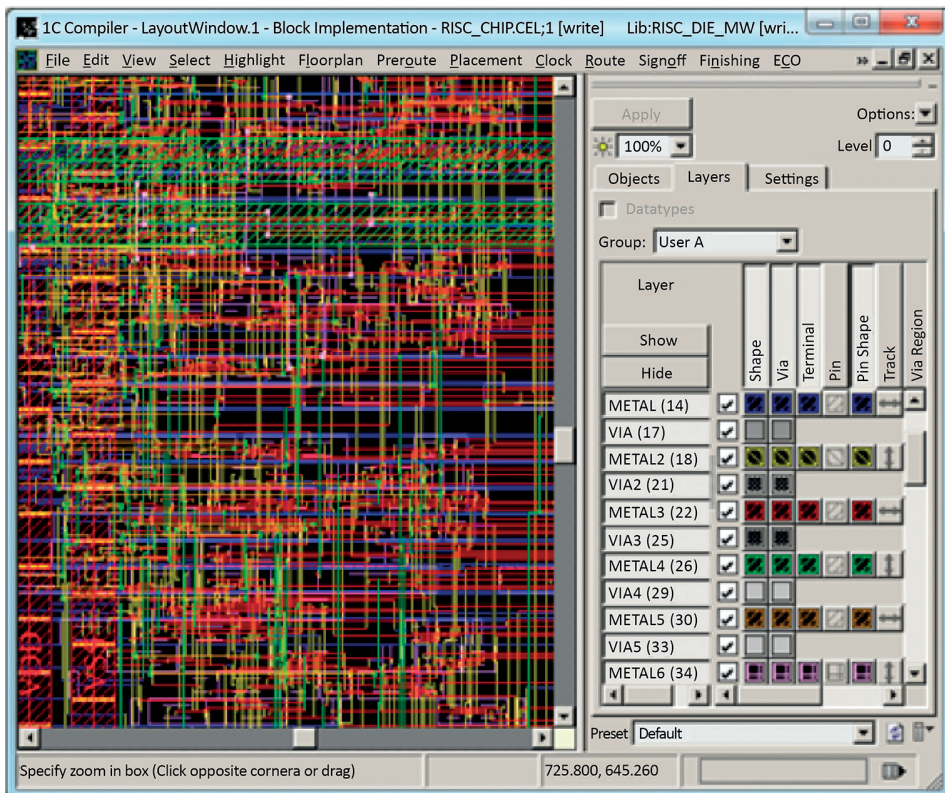 1C Compiler - LayoutWindow.1 - Block Implementation - RISC_CHIP.CEL;1 [write] Lib:RISC_DIE_MW [wri...
File Edit View Select Highlight Floorplan Preroute Placement Clock Route Signoff Finishing ECO »
Apply Options:
100% Level 0
Objects Layers Settings
Datatypes
Group: User A
Layer
Show
Hide
Shape
Via
Terminal
Pin
Pin Shape
Track
Via Region
METAL (14)
VIA (17)
METAL2 (18)
VIA2 (21)
METAL3 (22)
VIA3 (25)
METAL4 (26)
VIA4 (29)
METAL5 (30)
VIA5 (33)
METAL6 (34)
Preset Default
Specify zoom in box (Click opposite cornera or drag) 725.800, 645.260